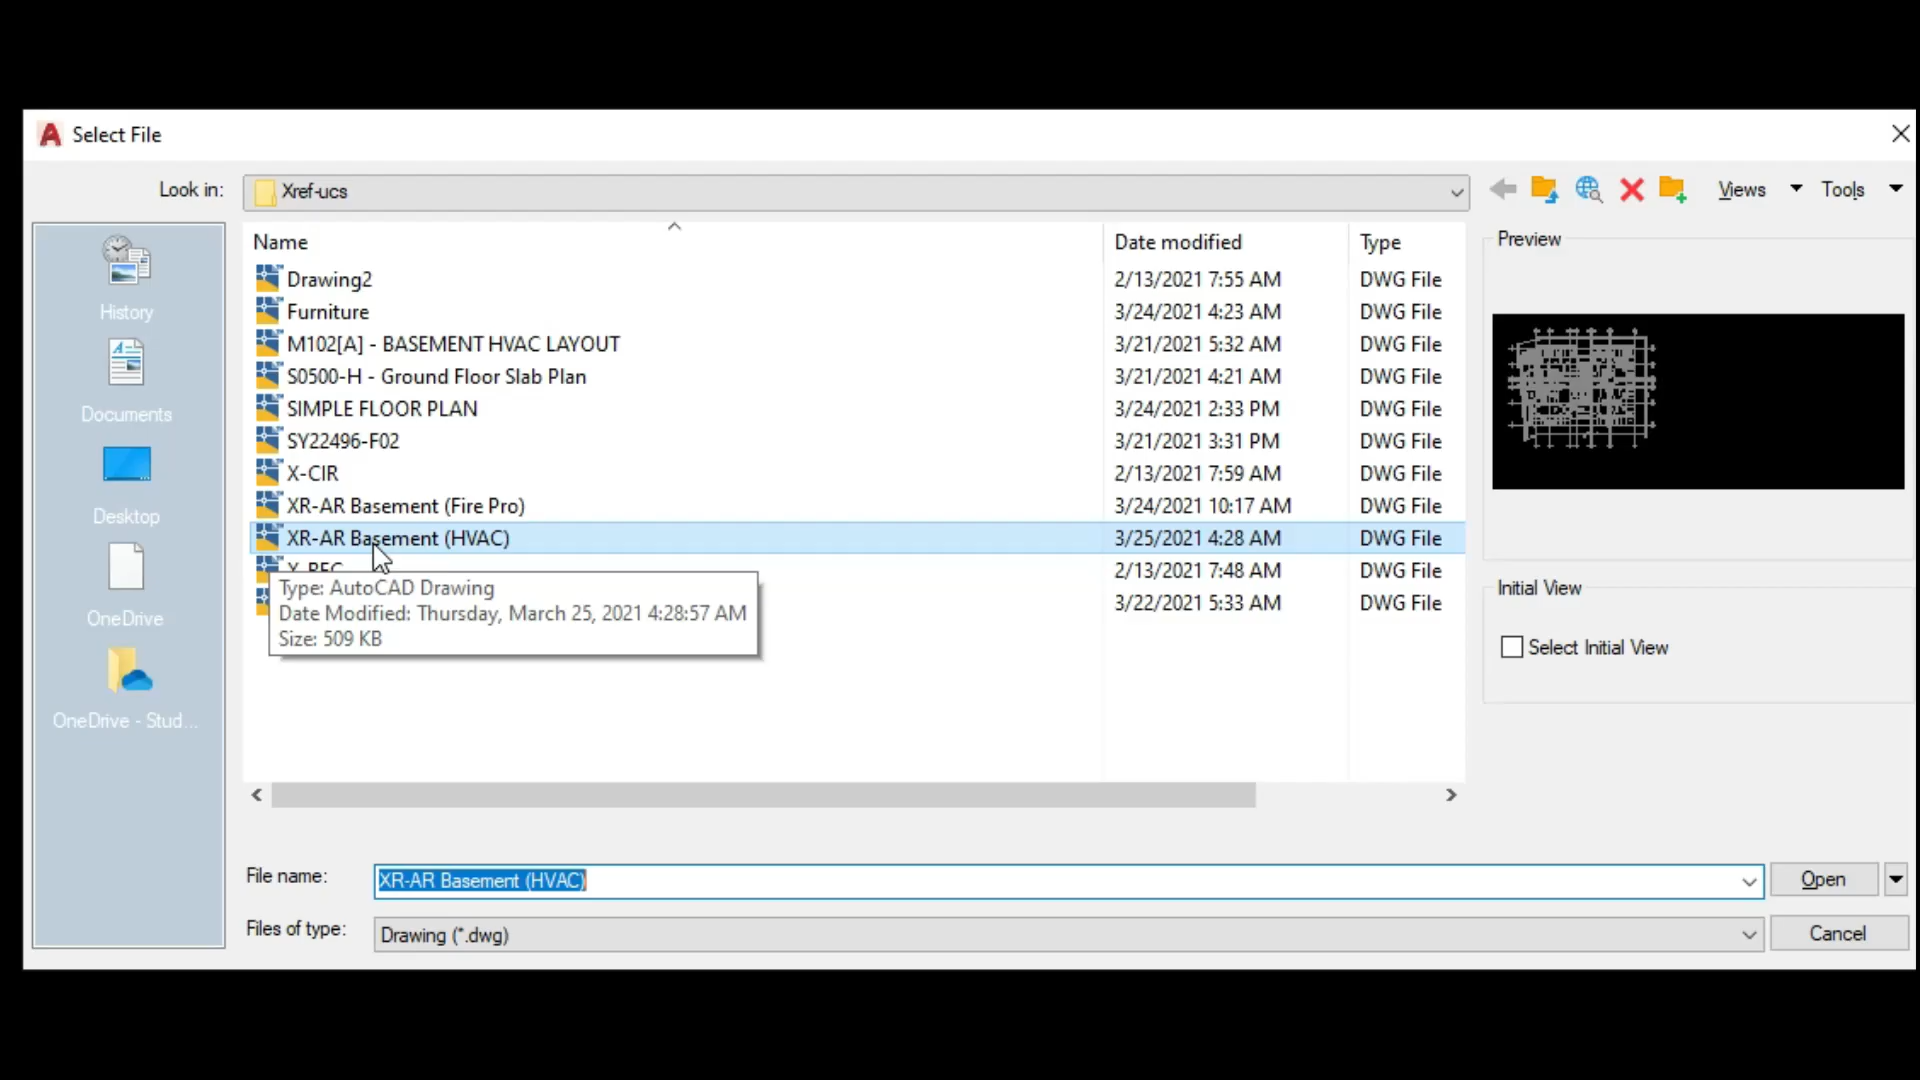 Select File
Look in: Xref-ucs Views Tools
Name Date modified Type
Drawing2 2/13/2021 7:55 AM DWG File
Furniture 3/24/2021 4:23 AM DWG File
M102[A] - BASEMENT HVAC LAYOUT 3/21/2021 5:32 AM DWG File
S0500-H - Ground Floor Slab Plan 3/21/2021 4:21 AM DWG File
SIMPLE FLOOR PLAN 3/24/2021 2:33 PM DWG File
SY22496-F02 3/21/2021 3:31 PM DWG File
X-CIR 2/13/2021 7:59 AM DWG File
XR-AR Basement (Fire Pro) 3/24/2021 10:17 AM DWG File
XR-AR Basement (HVAC) 3/25/2021 4:28 AM DWG File
2/13/2021 7:48 AM DWG File
3/22/2021 5:33 AM DWG File
Type: AutoCAD Drawing
Date Modified: Thursday, March 25, 2021 4:28:57 AM
Size: 509 KB
History
Documents
Desktop
OneDrive
OneDrive - Stud...
Preview
Initial View
Select Initial View
File name: XR-AR Basement (HVAC) Open
Files of type: Drawing (*.dwg) Cancel